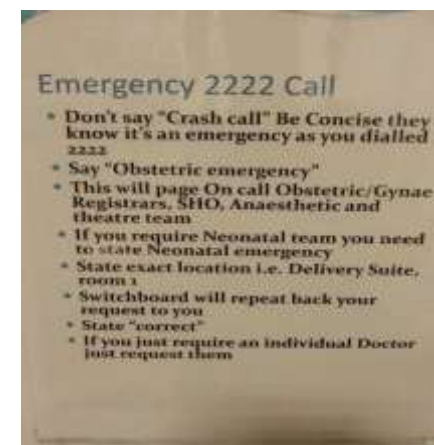 Emergency 2222 Call
• Don't say "Crash call" Be Concise they
know it's an emergency as you dialled
2222
• Say "Obstetric emergency"
• This will page On call Obstetric/Gynae
Registrars, SHO, Anaesthetic and
theatre team
• If you require Neonatal team you need
to state Neonatal emergency
• State exact location i.e. Delivery Suite,
room 1
• Switchboard will repeat back your
request to you
• State "correct"
• If you just require an individual Doctor
just request them